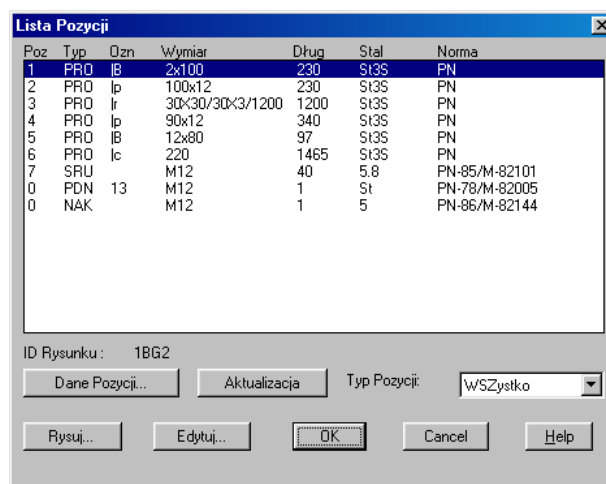 Lista Pozycji
Poz Typ Ozn Wymiar Dług Stal Norma
1 PRO |B 2x100 230 St3S PN
2 PRO |p 100x12 230 St3S PN
3 PRO |r 30X30/30X3/1200 1200 St3S PN
4 PRO |p 90x12 340 St3S PN
5 PRO |B 12x80 97 St3S PN
6 PRO |c 220 1465 St3S PN
7 SRU M12 40 5.8 PN-85/M-82101
0 PDN 13 M12 1 St PN-78/M-82005
0 NAK M12 1 5 PN-86/M-82144
ID Rysunku : 1BG2
Dane Pozycji... Aktualizacja Typ Pozycji: WSZystko
Rysuj... Edytuj... OK Cancel Help